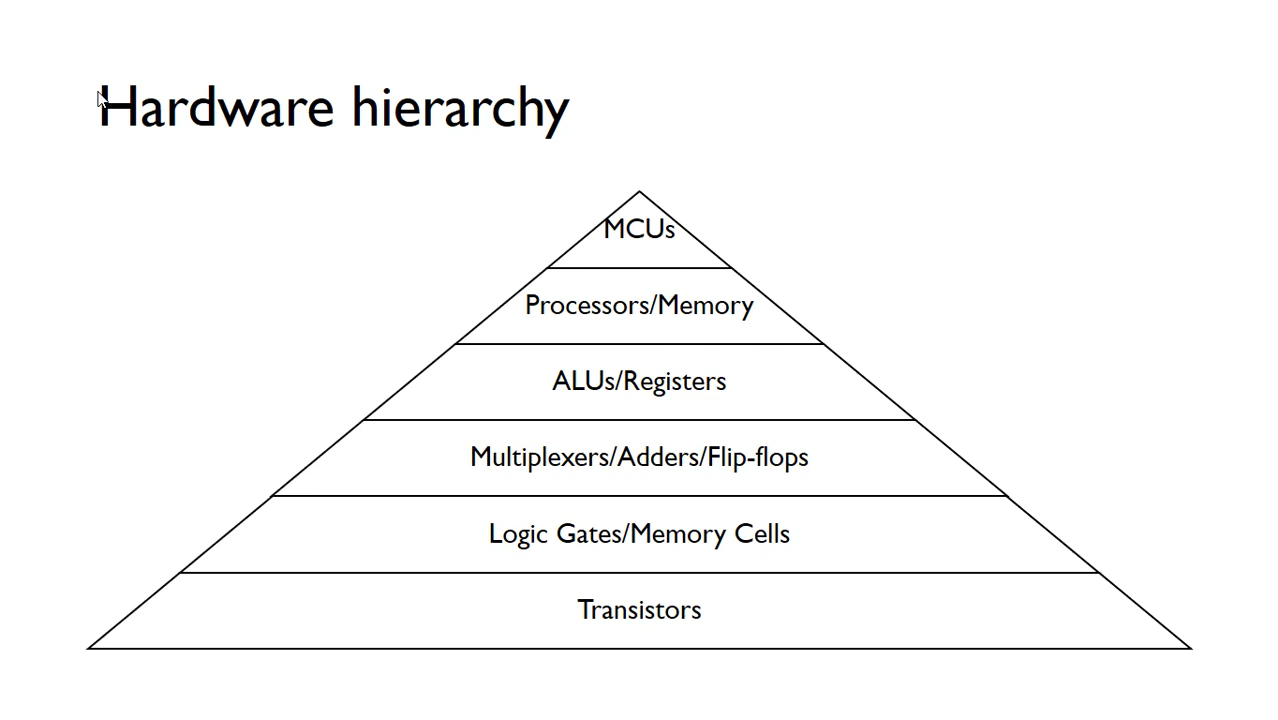 Hardware hierarchy
MCUs
Processors/Memory
ALUs/Registers
Multiplexers/Adders/Flip-flops
Logic Gates/Memory Cells
Transistors